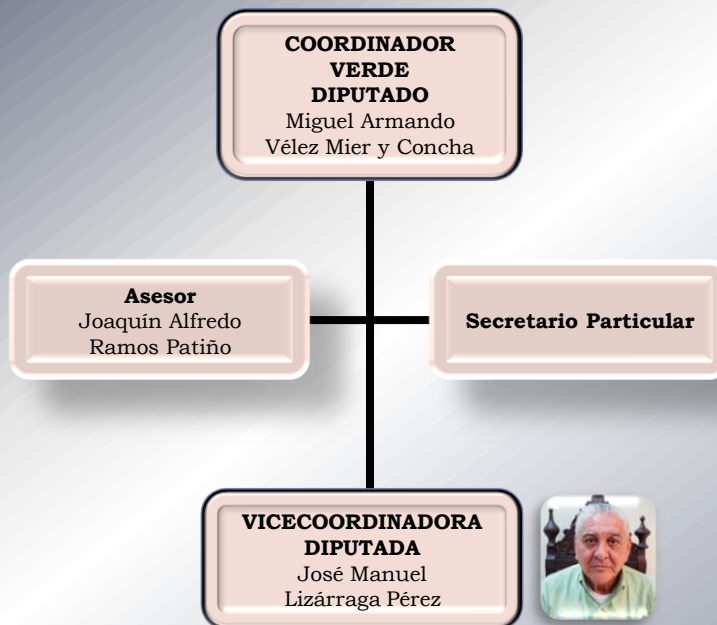 COORDINADOR
VERDE
DIPUTADO
Miguel Armando
Vélez Mier y Concha
Asesor
Joaquín Alfredo
Ramos Patiño
Secretario Particular
VICECOORDINADORA
DIPUTADA
José Manuel
Lizárraga Pérez